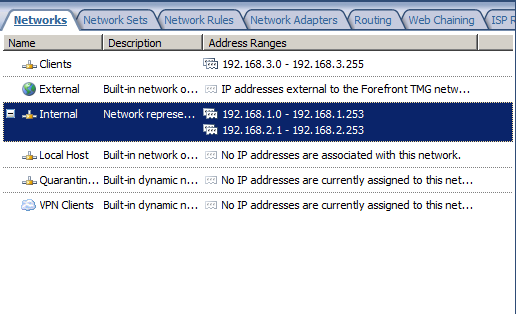 Networks Network Sets Network Rules Network Adapters Routing Web Chaining ISP R
Name Description Address Ranges
Clients 192.168.3.0 - 192.168.3.255
External Built-in network o... IP addresses external to the Forefront TMG netw...
Internal Network represe... 192.168.1.0 - 192.168.1.253
192.168.2.1 - 192.168.2.253
Local Host Built-in network o... No IP addresses are associated with this network.
Quarantin... Built-in dynamic n... No IP addresses are currently assigned to this net...
VPN Clients Built-in dynamic n... No IP addresses are currently assigned to this net...